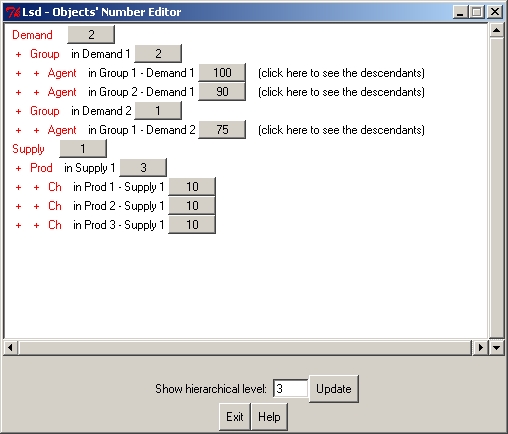 Lsd - Objects' Number Editor
Demand 2
+ Group in Demand 1 2
+ + Agent in Group 1 - Demand 1 100 (click here to see the descendants)
+ + Agent in Group 2 - Demand 1 90 (click here to see the descendants)
+ Group in Demand 2 1
+ + Agent in Group 1 - Demand 2 75 (click here to see the descendants)
Supply 1
+ Prod in Supply 1 3
+ + Ch in Prod 1 - Supply 1 10
+ + Ch in Prod 2 - Supply 1 10
+ + Ch in Prod 3 - Supply 1 10
Show hierarchical level: 3 Update
Exit Help